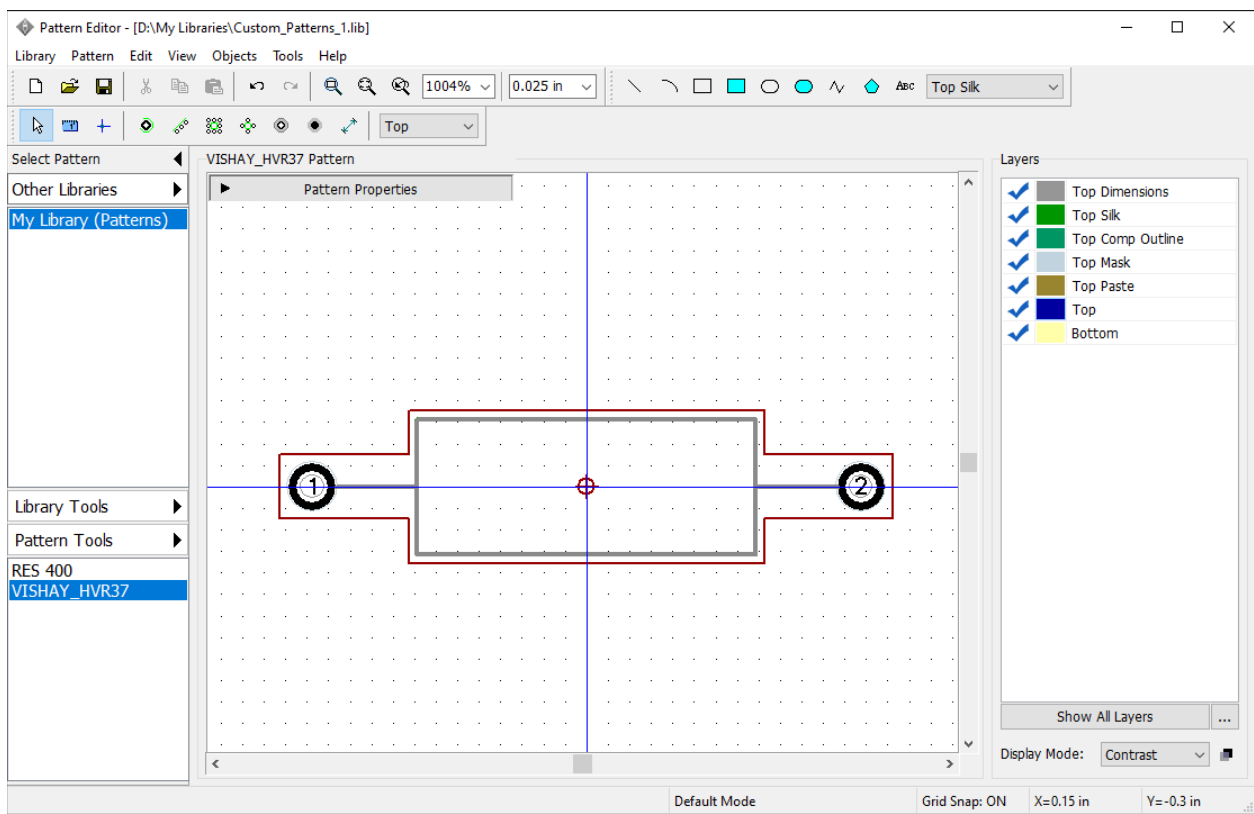 Pattern Editor - [D:\My Libraries\Custom_Patterns_1.lib]
Library Pattern Edit View Objects Tools Help
1004% 0.025 in ABC Top Silk
Top
Select Pattern
Other Libraries
My Library (Patterns)
Library Tools
Pattern Tools
RES 400
VISHAY_HVR37
VISHAY_HVR37 Pattern
Pattern Properties
1 2
Layers
Top Dimensions
Top Silk
Top Comp Outline
Top Mask
Top Paste
Top
Bottom
Show All Layers ...
Display Mode: Contrast
Default Mode Grid Snap: ON X=0.15 in Y=-0.3 in